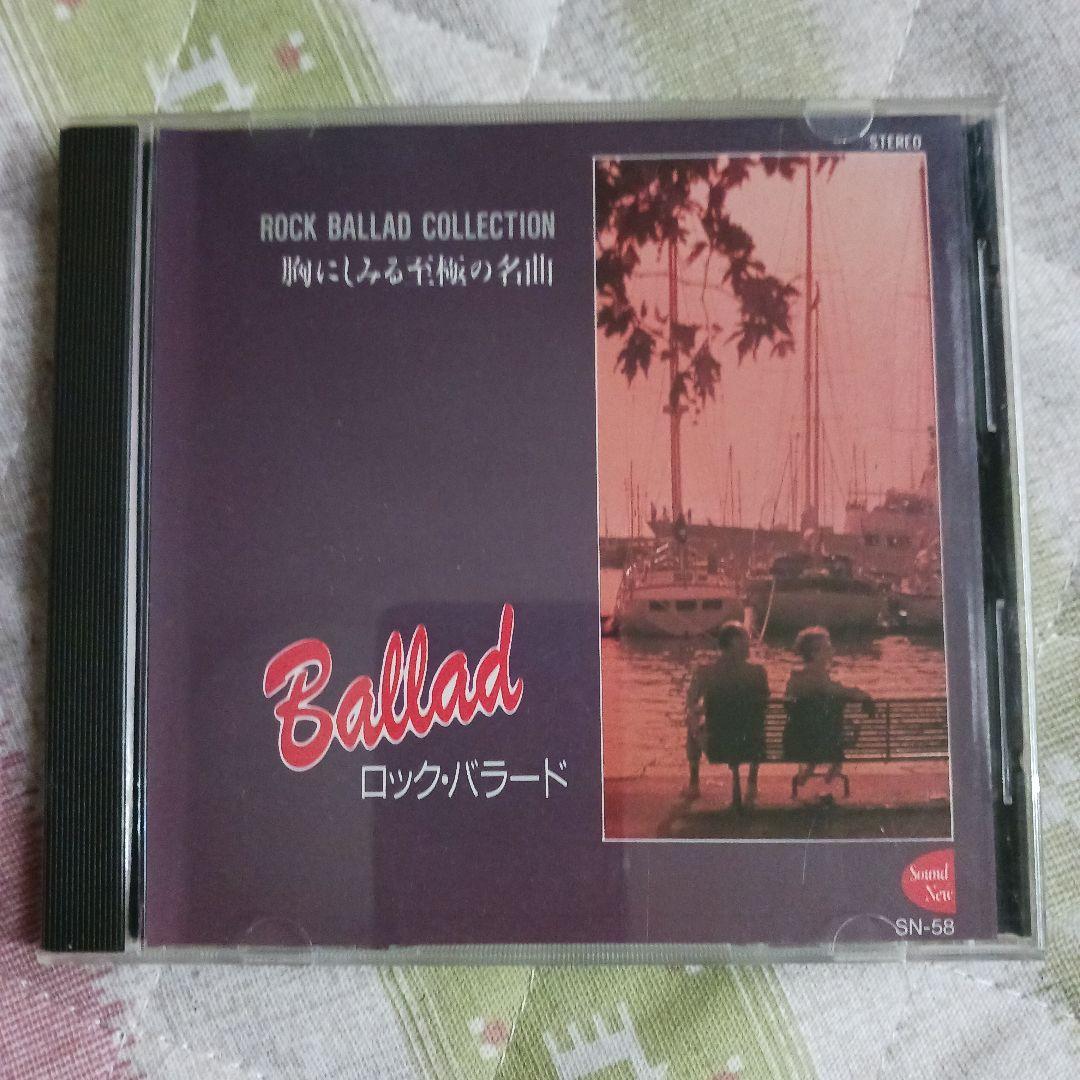 STEREO
ROCK BALLAD COLLECTION
胸にしみる至極の名曲
Ballad
ロック・バラード
Sound
New
SN-58